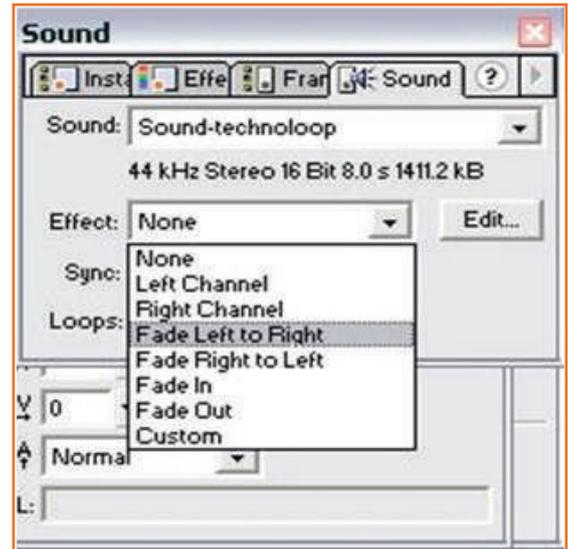 Sound
Insta Effe Fran Sound ?
Sound: Sound-technoloop
44 kHz Stereo 16 Bit 8.0 s 1411.2 kB
Effect: None Edit...
None
Sync: Left Channel
Right Channel
Loops: Fade Left to Right
Fade Right to Left
Fade In
0 Fade Out
Custom
Normal
L: